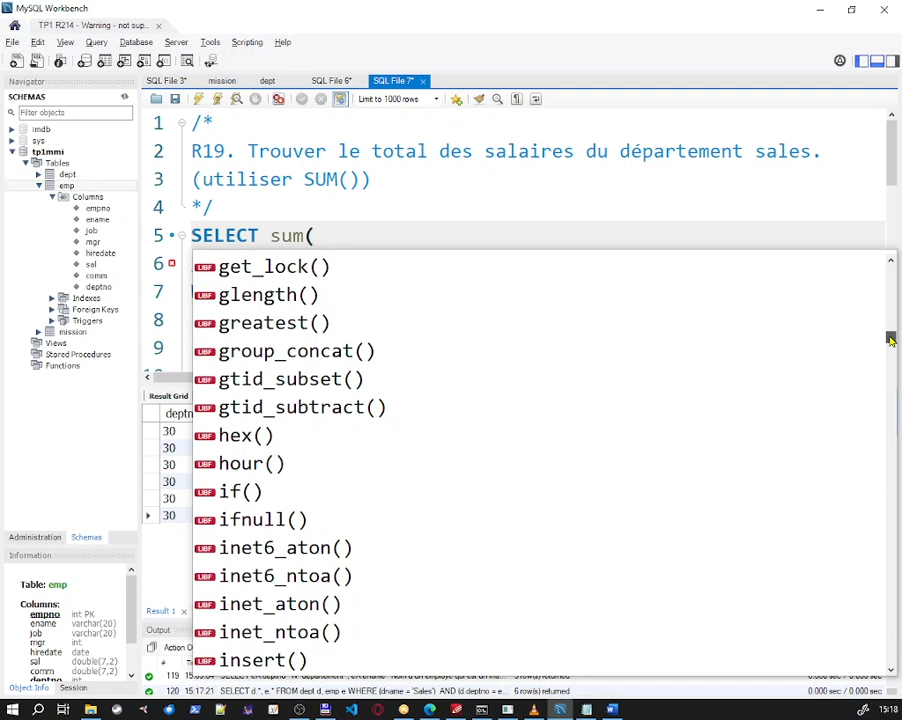 MySQL Workbench
TP1 R214 - Warning - not sup...
File Edit View Query Database Server Tools Scripting Help
Navigator
SCHEMAS
Filter objects
imdb
sys
tp1mmi
Tables
dept
emp
Columns
empno
ename
job
mgr
hiredate
sal
comm
deptno
Indexes
Foreign Keys
Triggers
mission
Views
Stored Procedures
Functions
Administration Schemas
Information
Table: emp
Columns:
empno int PK
ename varchar(20)
job varchar(20)
mgr int
hiredate date
sal double(7,2)
comm double(7,2)
deptno int
Object Info Session
SQL File 3* mission dept SQL File 6* SQL File 7*
Limit to 1000 rows
1 /*
2 R19. Trouver le total des salaires du département sales.
3 (utiliser SUM())
4 */
5 SELECT sum(
6
7
8
9
get_lock()
glength()
greatest()
group_concat()
gtid_subset()
gtid_subtract()
hex()
hour()
if()
ifnull()
inet6_aton()
inet6_ntoa()
inet_aton()
inet_ntoa()
insert()
Result Grid
deptn
30
30
30
30
30
30
Result 1
Output
Action O
#
119 15:15:03
120 15:17:21 SELECT d.*, e.* FROM dept d, emp e WHERE (dname = 'Sales') AND (d.deptno = e... 6 row(s) returned 0.000 sec / 0.000 sec
15:18